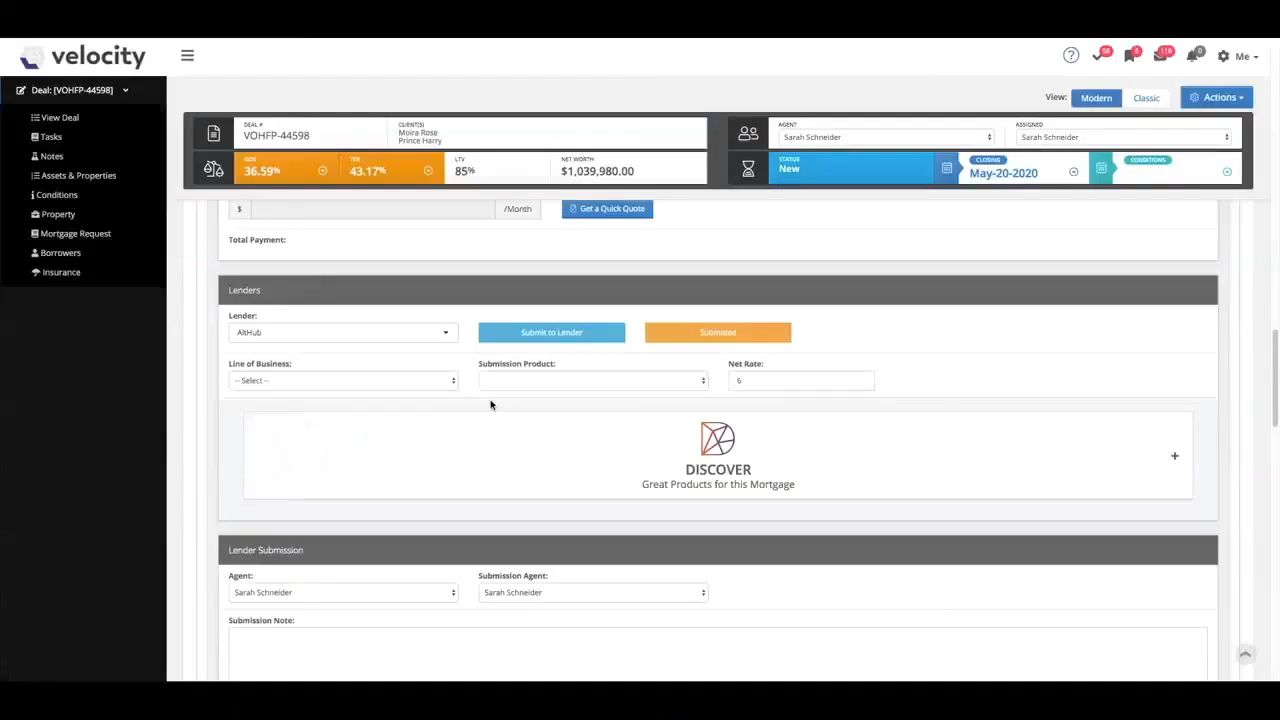 velocity
58
6
118
0
Me
Deal: [VOHFP-44598]
View Deal
Tasks
Notes
Assets & Properties
Conditions
Property
Mortgage Request
Borrowers
Insurance
View: Modern Classic Actions
DEAL #
VOHFP-44598
CLIENT(S)
Moira Rose
Prince Harry
AGENT
Sarah Schneider
ASSIGNED
Sarah Schneider
GDS
36.59%
TDS
43.17%
LTV
85%
NET WORTH
$1,039,980.00
STATUS
New
CLOSING
May-20-2020
CONDITIONS
$ /Month Get a Quick Quote
Total Payment:
Lenders
Lender:
AltHub Submit to Lender Submitted
Line of Business: Submission Product: Net Rate:
-- Select -- 6
DISCOVER
Great Products for this Mortgage
+
Lender Submission
Agent: Submission Agent:
Sarah Schneider Sarah Schneider
Submission Note: